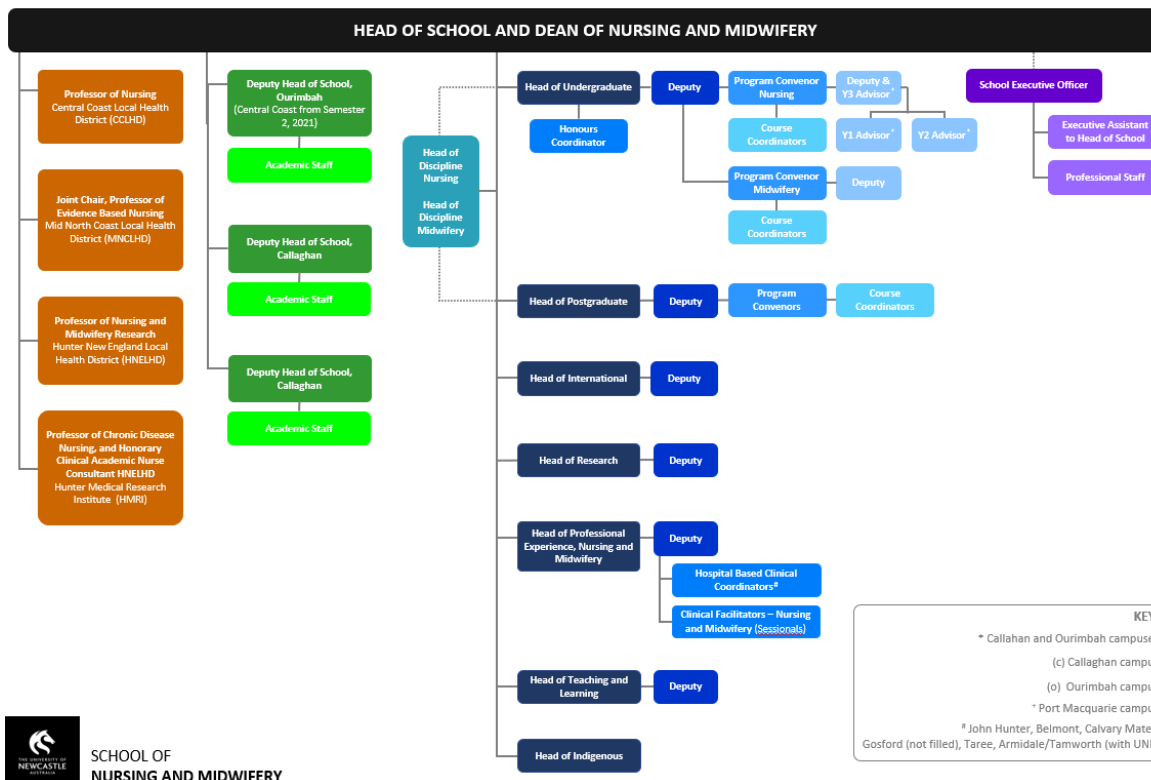 HEAD OF SCHOOL AND DEAN OF NURSING AND MIDWIFERY
Professor of Nursing
Central Coast Local Health
District (CCLHD)
Joint Chair, Professor of
Evidence Based Nursing
Mid North Coast Local Health
District (MNCLHD)
Professor of Nursing and
Midwifery Research
Hunter New England Local
Health District (HNELHD)
Professor of Chronic Disease
Nursing, and Honorary
Clinical Academic Nurse
Consultant HNELHD
Hunter Medical Research
Institute (HMRI)
Deputy Head of School,
Ourimbah
(Central Coast from Semester
2, 2021)
Academic Staff
Deputy Head of School,
Callaghan
Academic Staff
Deputy Head of School,
Callaghan
Academic Staff
Head of
Discipline
Nursing
Head of
Discipline
Midwifery
Head of Undergraduate
Honours
Coordinator
Deputy
Program Convenor
Nursing
Course
Coordinators
Deputy &
Y3 Advisor*
Y1 Advisor+
Y2 Advisor+
Program Convenor
Midwifery
Deputy
Course
Coordinators
Head of Postgraduate
Deputy
Program
Convenors
Course
Coordinators
Head of International
Deputy
Head of Research
Deputy
Head of Professional
Experience, Nursing and
Midwifery
Deputy
Hospital Based Clinical
Coordinators#
Clinical Facilitators – Nursing
and Midwifery (Sessionals)
Head of Teaching and
Learning
Deputy
Head of Indigenous
School Executive Officer
Executive Assistant
to Head of School
Professional Staff
KEY
* Callahan and Ourimbah campuse
(c) Callaghan campu
(o) Ourimbah campu
+ Port Macquarie campu
# John Hunter, Belmont, Calvary Mate
Gosford (not filled), Taree, Armidale/Tamworth (with UNE
THE UNIVERSITY OF
NEWCASTLE
AUSTRALIA
SCHOOL OF
NURSING AND MIDWIFERY